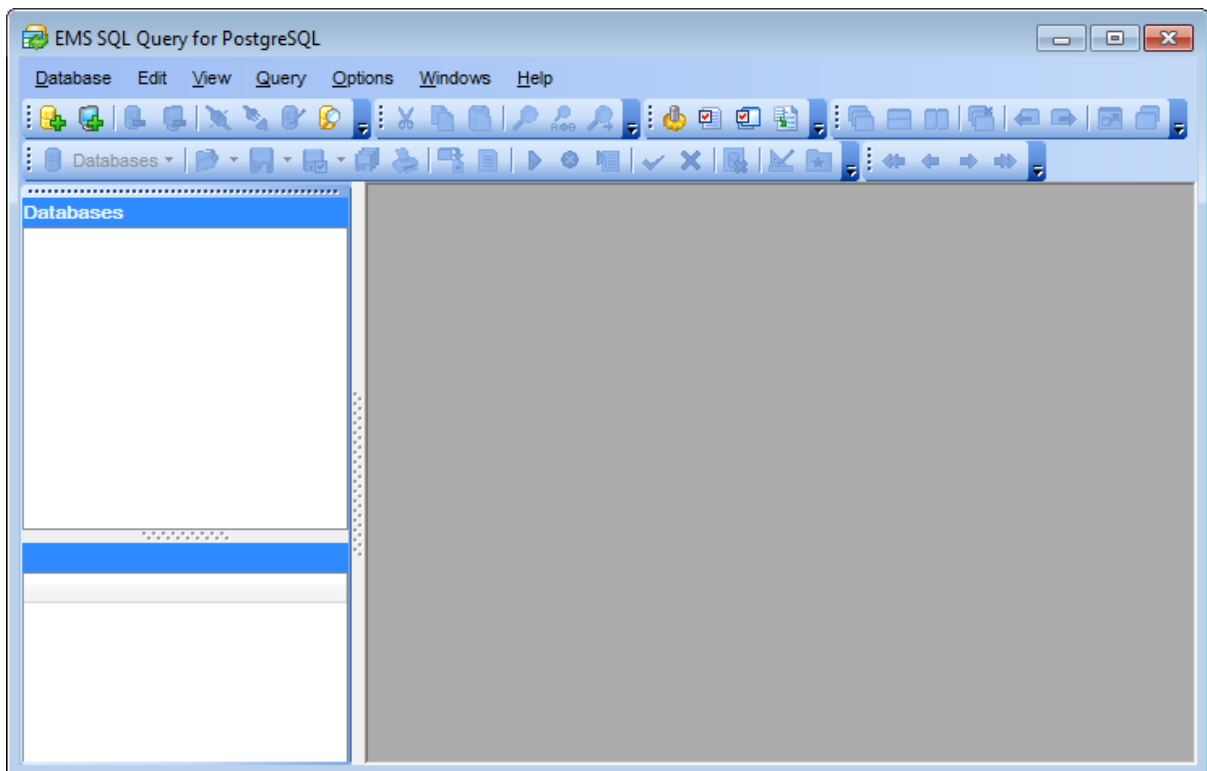 EMS SQL Query for PostgreSQL
Database Edit View Query Options Windows Help
Databases
Databases